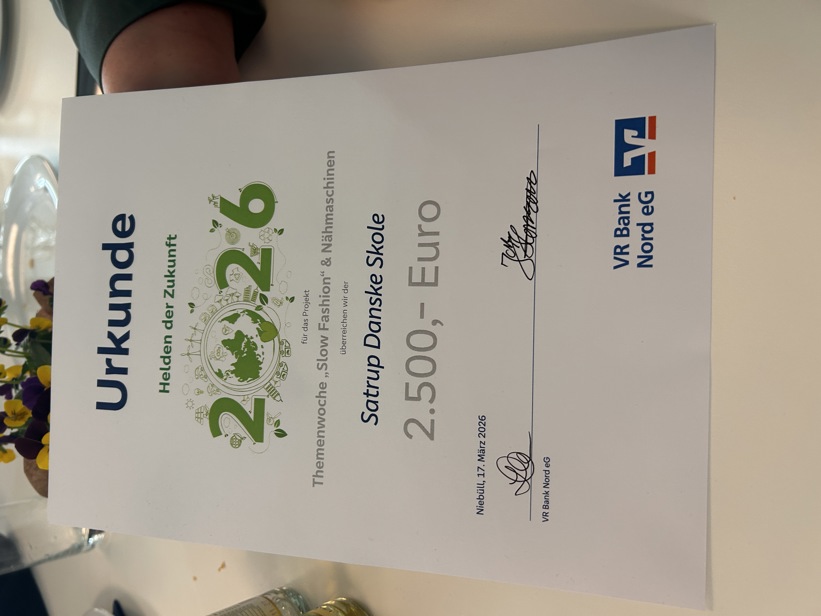 Urkunde
Helden der Zukunft
2026
für das Projekt
Themenwoche „Slow Fashion“ & Nähmaschinen
überreichen wir der
Satrup Danske Skole
2.500,– Euro
Niebüll, 17. März 2026
VR Bank Nord eG
VR Bank
Nord eG